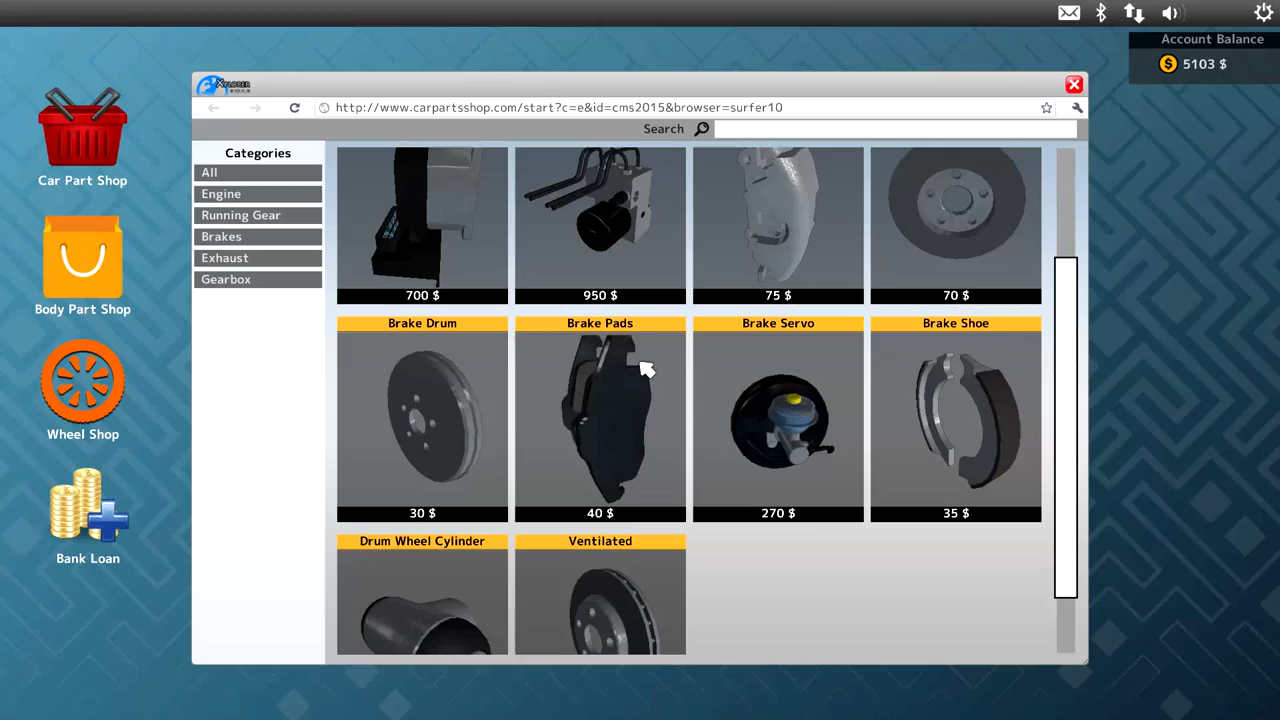 Account Balance
$ 5103 $
XPLORER
http://www.carpartsshop.com/start?c=e&id=cms2015&browser=surfer10
Search
Categories
All
Engine
Running Gear
Brakes
Exhaust
Gearbox
Car Part Shop
Body Part Shop
Wheel Shop
Bank Loan
700 $
950 $
75 $
70 $
Brake Drum
Brake Pads
Brake Servo
Brake Shoe
30 $
40 $
270 $
35 $
Drum Wheel Cylinder
Ventilated